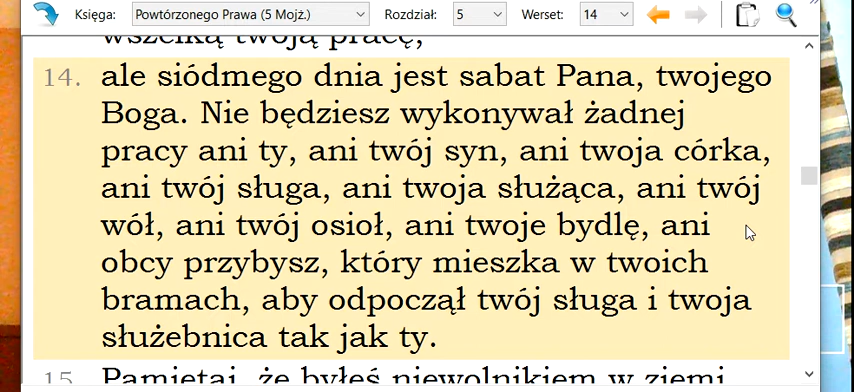 Księga: Powtórzonego Prawa (5 Mojż.) Rozdział: 5 Werset: 14
wszelką twoją pracę;
14. ale siódmego dnia jest sabat Pana, twojego
Boga. Nie będziesz wykonywał żadnej
pracy ani ty, ani twój syn, ani twoja córka,
ani twój sługa, ani twoja służąca, ani twój
wół, ani twój osioł, ani twoje bydlę, ani
obcy przybysz, który mieszka w twoich
bramach, aby odpoczął twój sługa i twoja
służebnica tak jak ty.
15. Pamiętaj, że byłeś niewolnikiem w ziemi